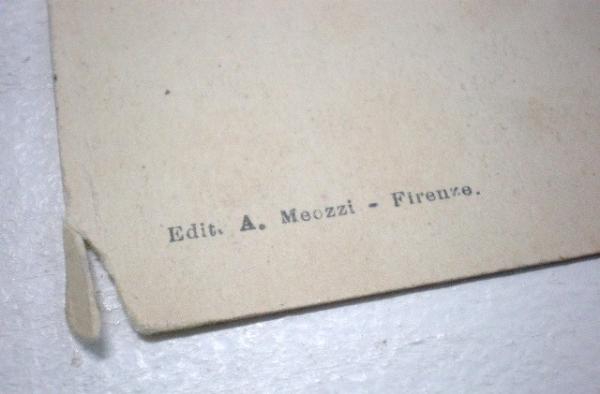 Edit. A. Meozzi - Firenze.